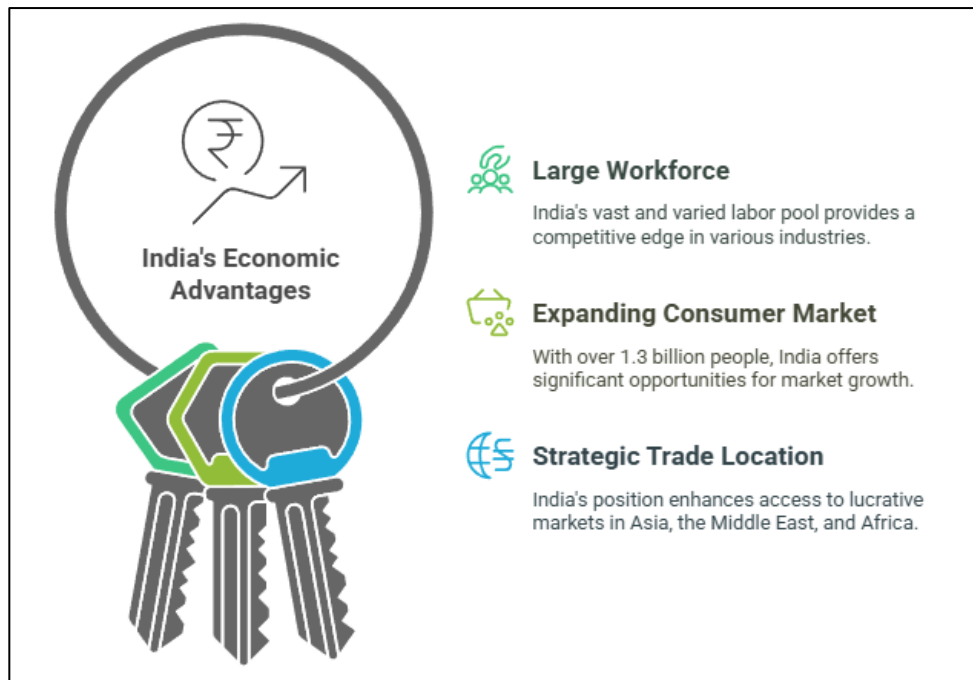 ₹
India's Economic
Advantages
Large Workforce
India's vast and varied labor pool provides a
competitive edge in various industries.
Expanding Consumer Market
With over 1.3 billion people, India offers
significant opportunities for market growth.
Strategic Trade Location
India's position enhances access to lucrative
markets in Asia, the Middle East, and Africa.